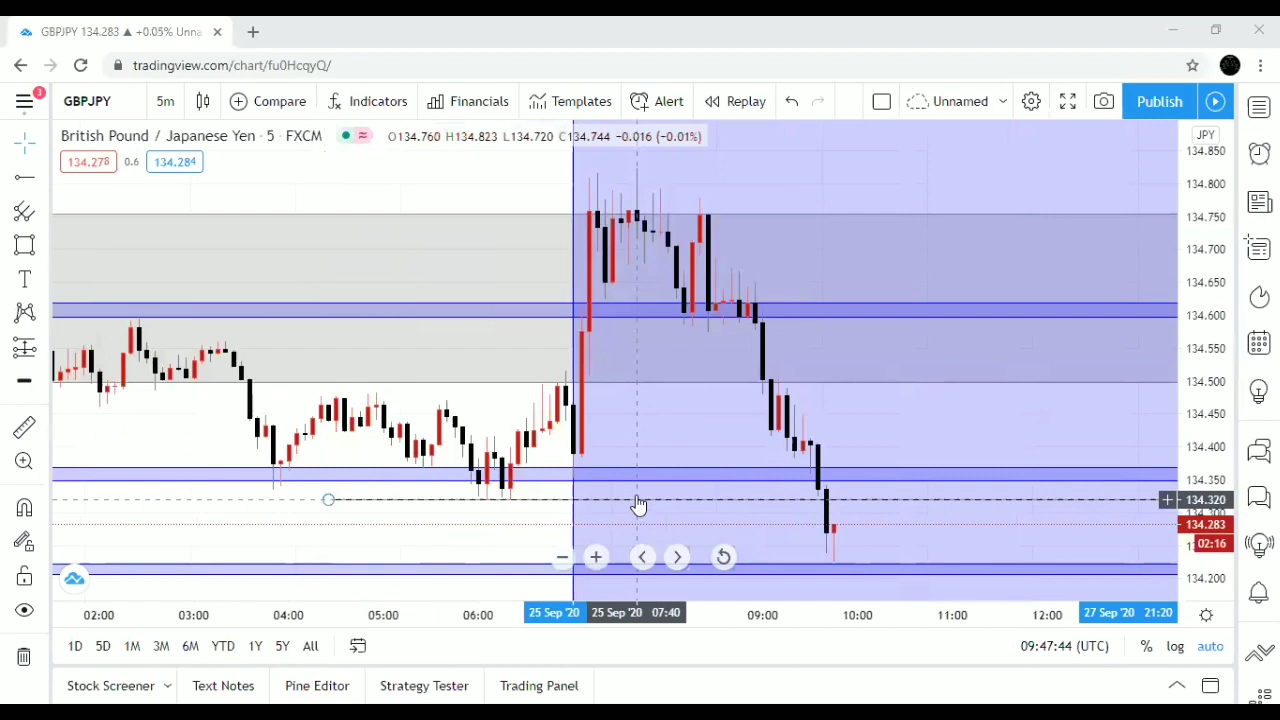 GBPJPY 134.283 ▲ +0.05% Unna
tradingview.com/chart/fu0HcqyQ/
3
GBPJPY 5m Compare Indicators Financials Templates Alert Replay Unnamed Publish
British Pound / Japanese Yen · 5 · FXCM O134.760 H134.823 L134.720 C134.744 -0.016 (-0.01%)
JPY
134.278 0.6 134.284
134.850
134.800
134.750
134.700
134.650
134.600
134.550
134.500
134.450
134.400
134.350
134.320
134.300
134.283
02:16
134.200
02:00 03:00 04:00 05:00 06:00 25 Sep '20 25 Sep '20 07:40 09:00 10:00 11:00 12:00 27 Sep '20 21:20
1D 5D 1M 3M 6M YTD 1Y 5Y All 09:47:44 (UTC) % log auto
Stock Screener Text Notes Pine Editor Strategy Tester Trading Panel